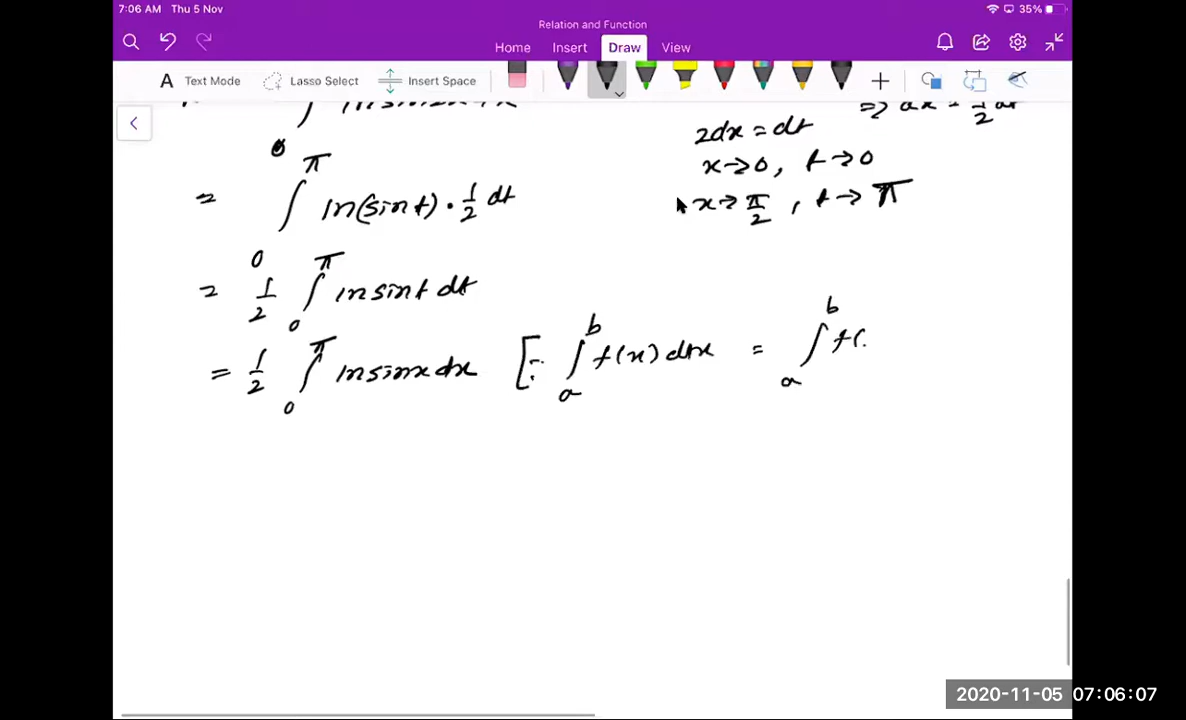 7:06 AM Thu 5 Nov
35%
Relation and Function
Home Insert Draw View
Text Mode Lasso Select Insert Space
2dx = dt
x→0, t→0
= ∫₀^π ln(sin t) · 1/2 dt
x→π/2, t→π
= 1/2 ∫₀^π ln sin t dt
= 1/2 ∫₀^π ln sin x dx [∵ ∫ₐᵇ f(x) dx = ∫ₐᵇ f(
2020-11-05 07:06:07